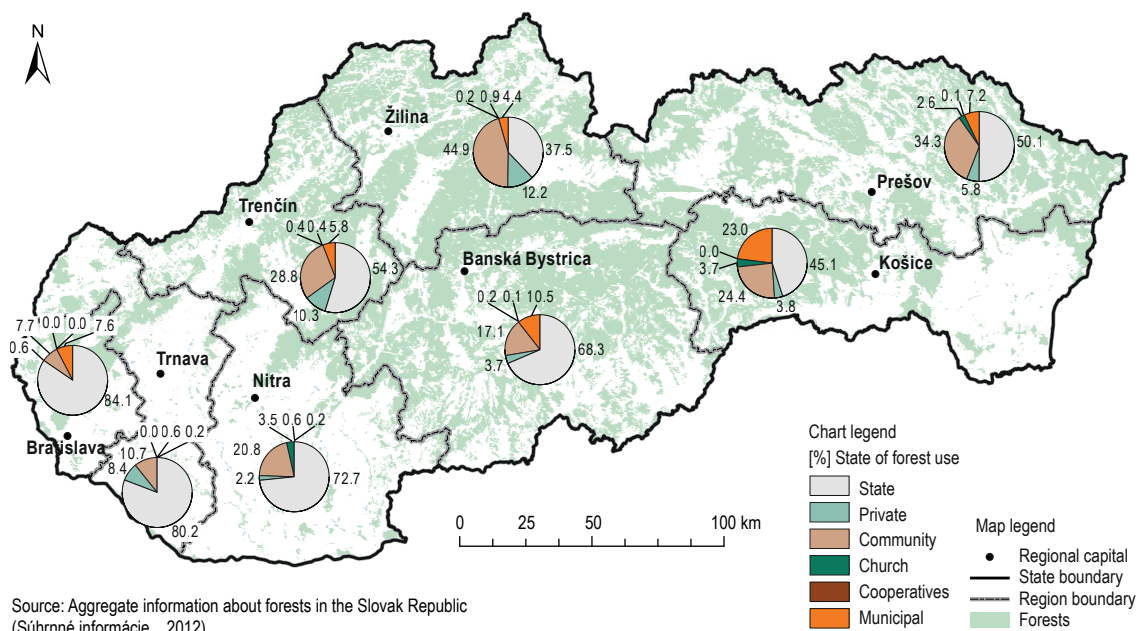 N
0.2 0.9 4.4
Žilina
44.9
37.5
12.2
0.1 7.2
2.6
34.3
50.1
5.8
Prešov
Trenčín
0.4 0.4 5.8
28.8
54.3
10.3
23.0
0.0
3.7
45.1
24.4
3.8
Košice
Banská Bystrica
0.2 0.1 10.5
17.1
68.3
3.7
7.7 0.0 0.0 7.6
0.6
84.1
Trnava
Bratislava
Nitra
0.0 0.6 0.2
10.7
8.4
80.2
3.5 0.6 0.2
20.8
2.2
72.7
0 25 50 100 km
Chart legend
[%] State of forest use
State
Private
Community
Church
Cooperatives
Municipal
Map legend
Regional capital
State boundary
Region boundary
Forests
Source: Aggregate information about forests in the Slovak Republic
(Súhrnné informácie... 2012)